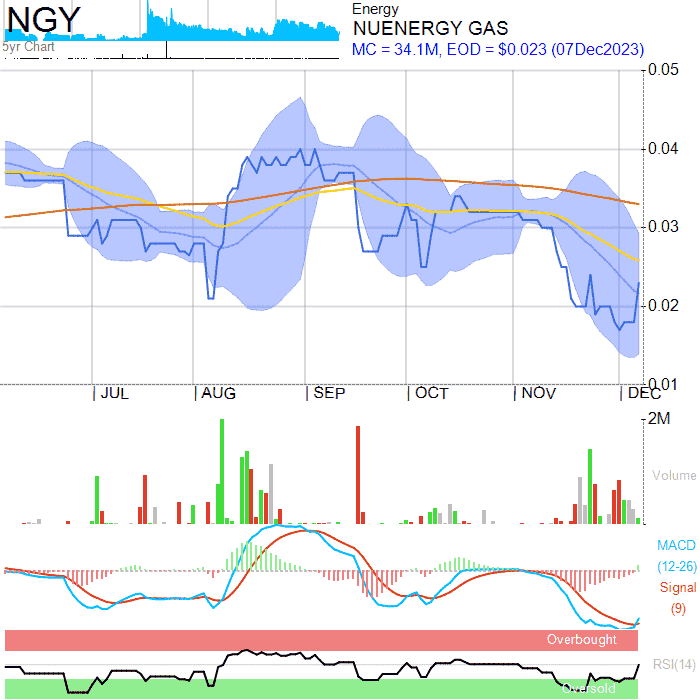 NGY
5yr Chart
Energy
NUENERGY GAS
MC = 34.1M, EOD = $0.023 (07Dec2023)
0.05
0.04
0.03
0.02
0.01
JUL AUG SEP OCT NOV DEC
2M
Volume
MACD
(12-26)
Signal
(9)
Overbought
RSI(14)
Oversold